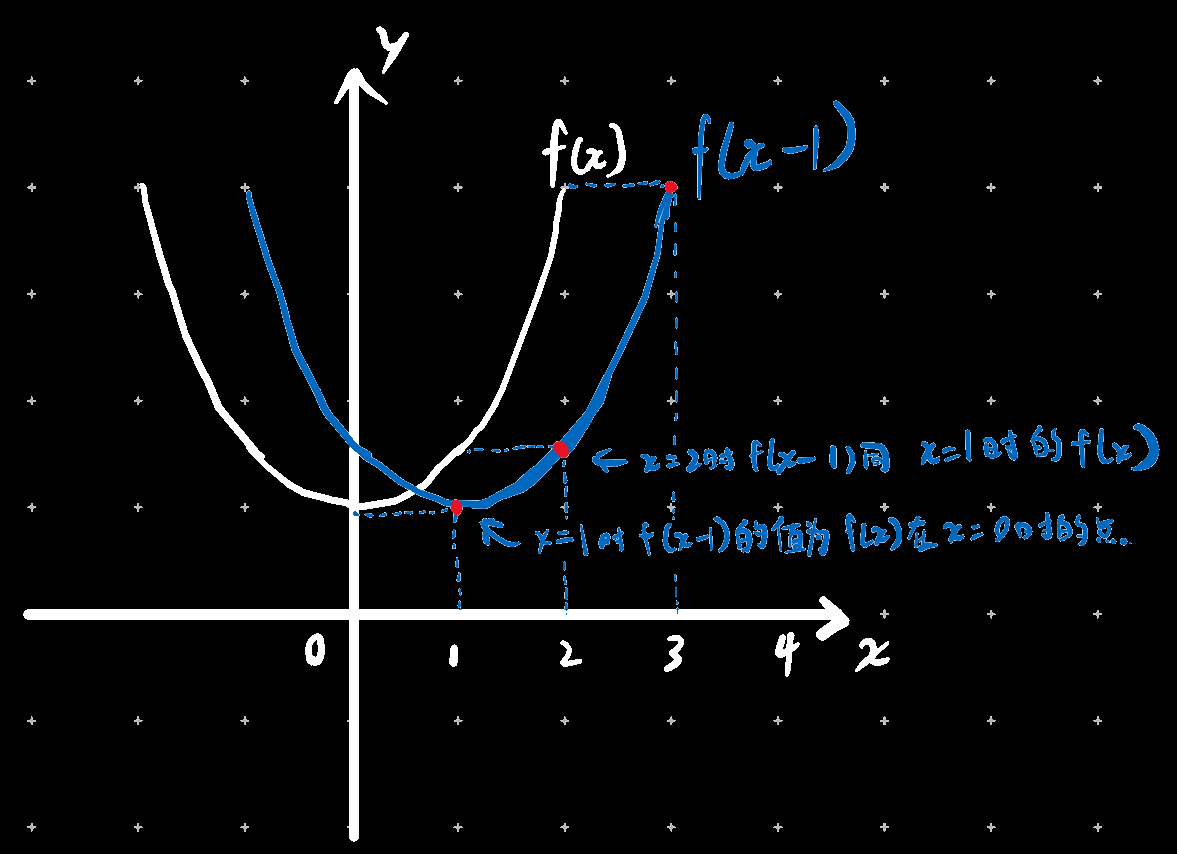 y
f(x)
f(x-1)
← x=2时 f(x-1)同 x=1时的f(x)
← x=1时 f(x-1)的值为 f(x)在 x=0时的点.
0 1 2 3 4 x